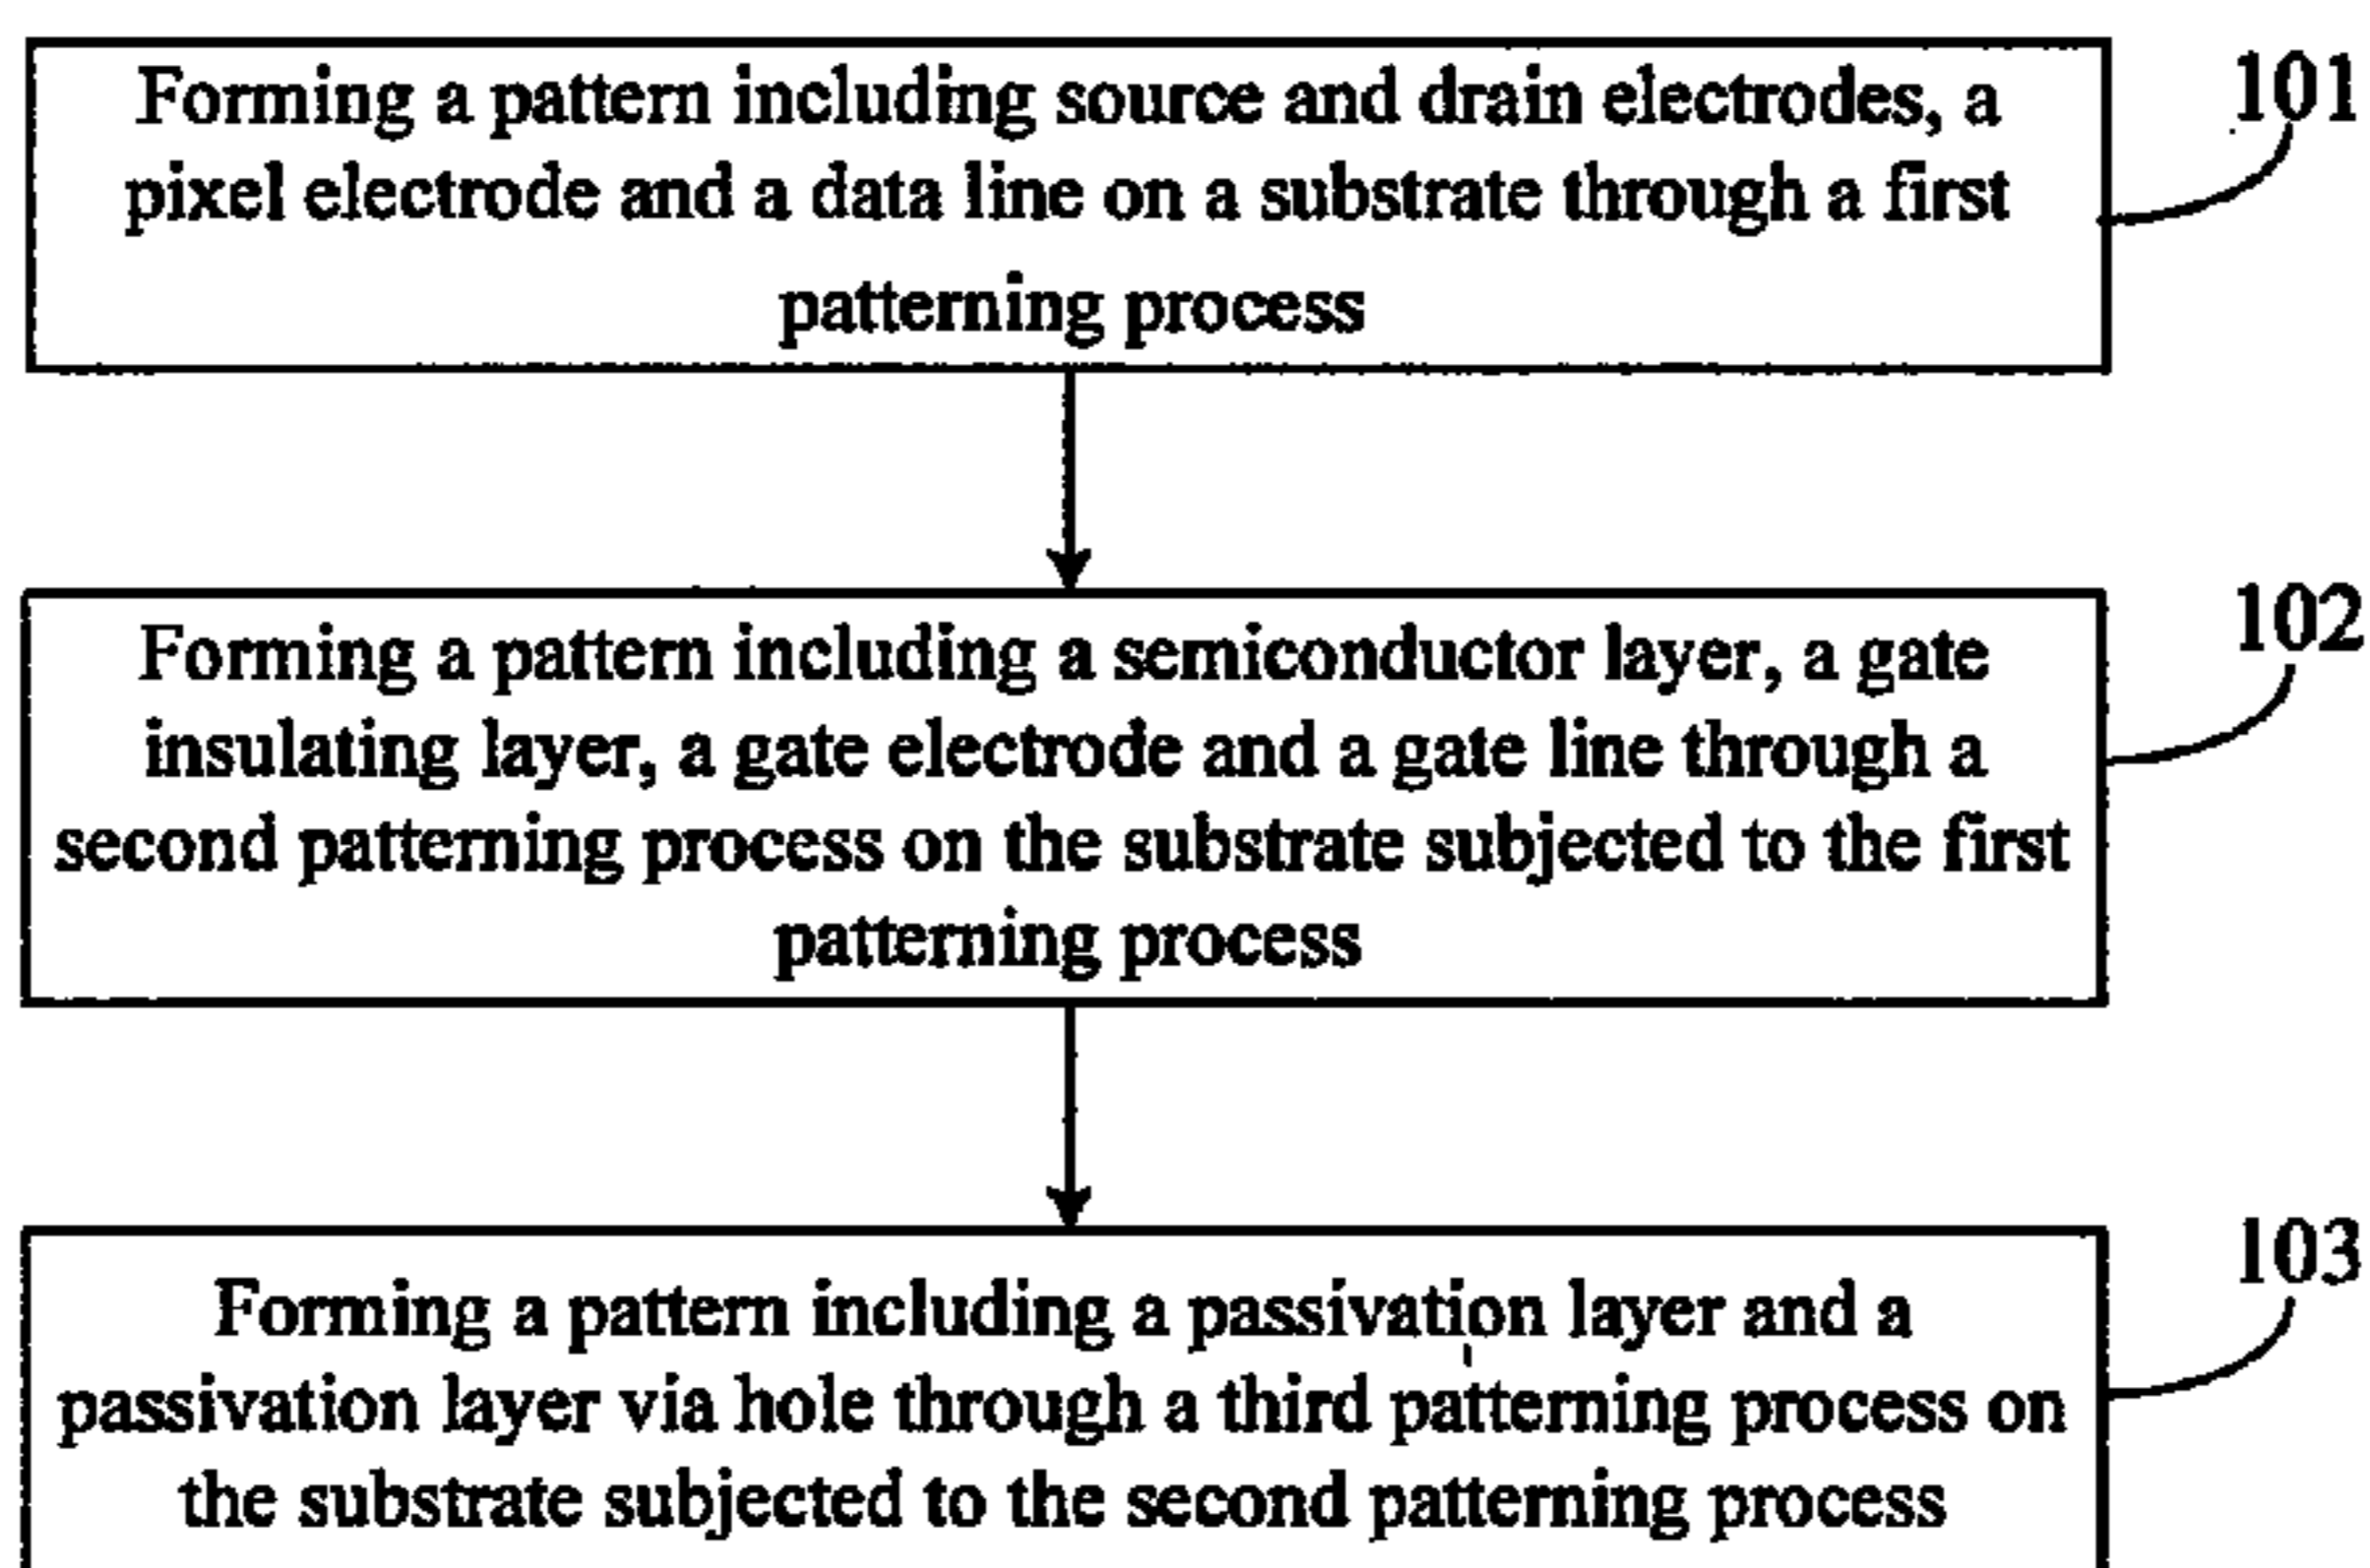 Forming a pattern including source and drain electrodes, a
pixel electrode and a data line on a substrate through a first
patterning process
101
Forming a pattern including a semiconductor layer, a gate
insulating layer, a gate electrode and a gate line through a
second patterning process on the substrate subjected to the first
patterning process
102
Forming a pattern including a passivation layer and a
passivation layer via hole through a third patterning process on
the substrate subjected to the second patterning process
103